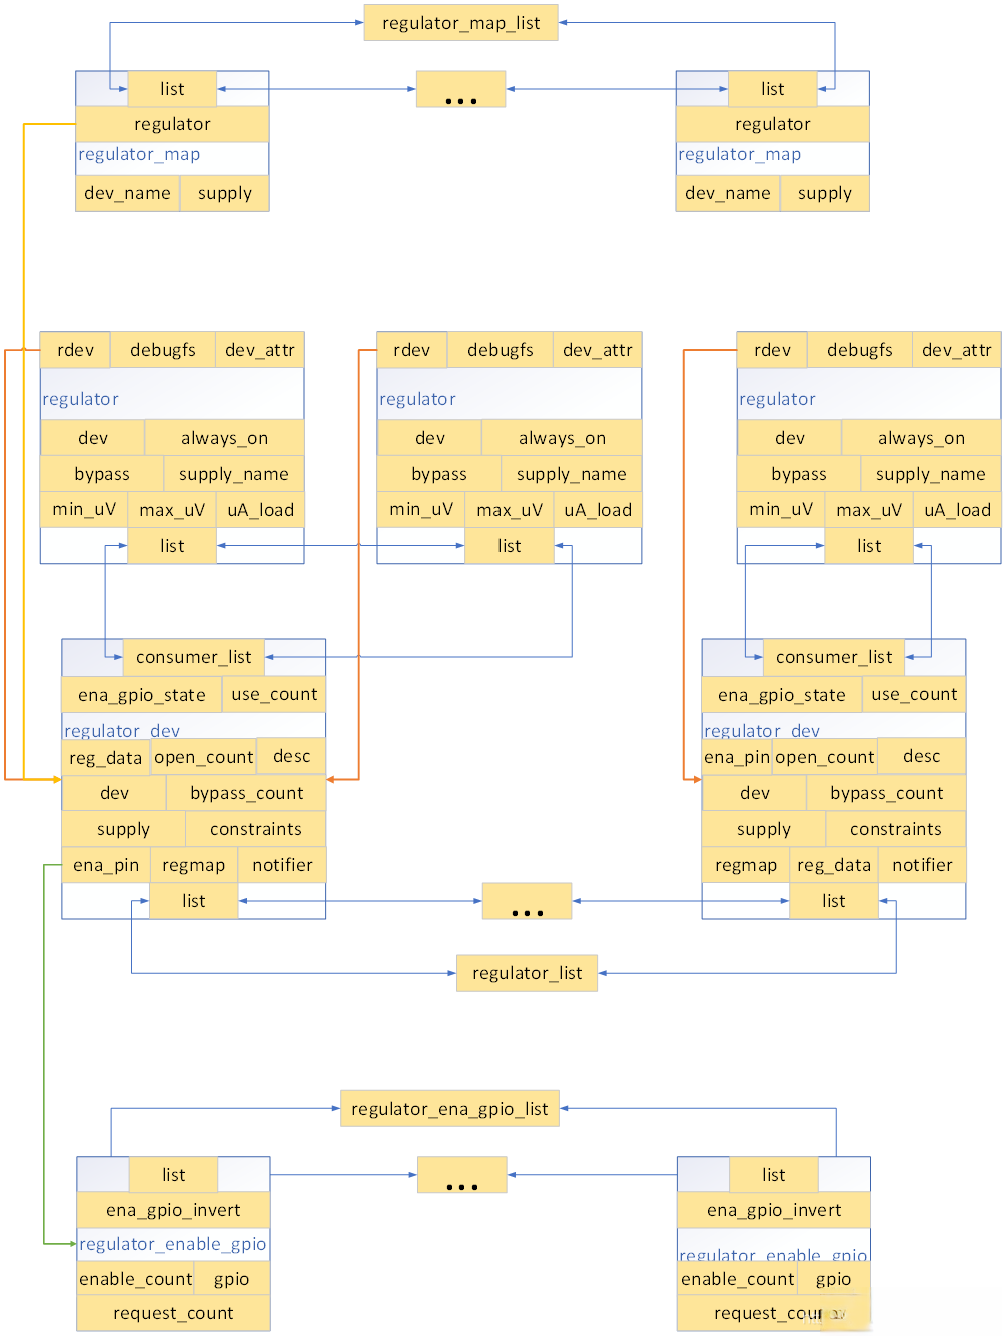 regulator_map_list
list ... list
regulator regulator
regulator_map regulator_map
dev_name supply dev_name supply
rdev debugfs dev_attr rdev debugfs dev_attr rdev debugfs dev_attr
regulator regulator regulator
dev always_on dev always_on dev always_on
bypass supply_name bypass supply_name bypass supply_name
min_uV max_uV uA_load min_uV max_uV uA_load min_uV max_uV uA_load
list list list
consumer_list consumer_list
ena_gpio_state use_count ena_gpio_state use_count
regulator_dev regulator_dev
reg_data open_count desc ena_pin open_count desc
dev bypass_count dev bypass_count
supply constraints supply constraints
ena_pin regmap notifier regmap reg_data notifier
list ... list
regulator_list
regulator_ena_gpio_list
list ... list
ena_gpio_invert ena_gpio_invert
regulator_enable_gpio regulator_enable_gpio
enable_count gpio enable_count gpio
request_count